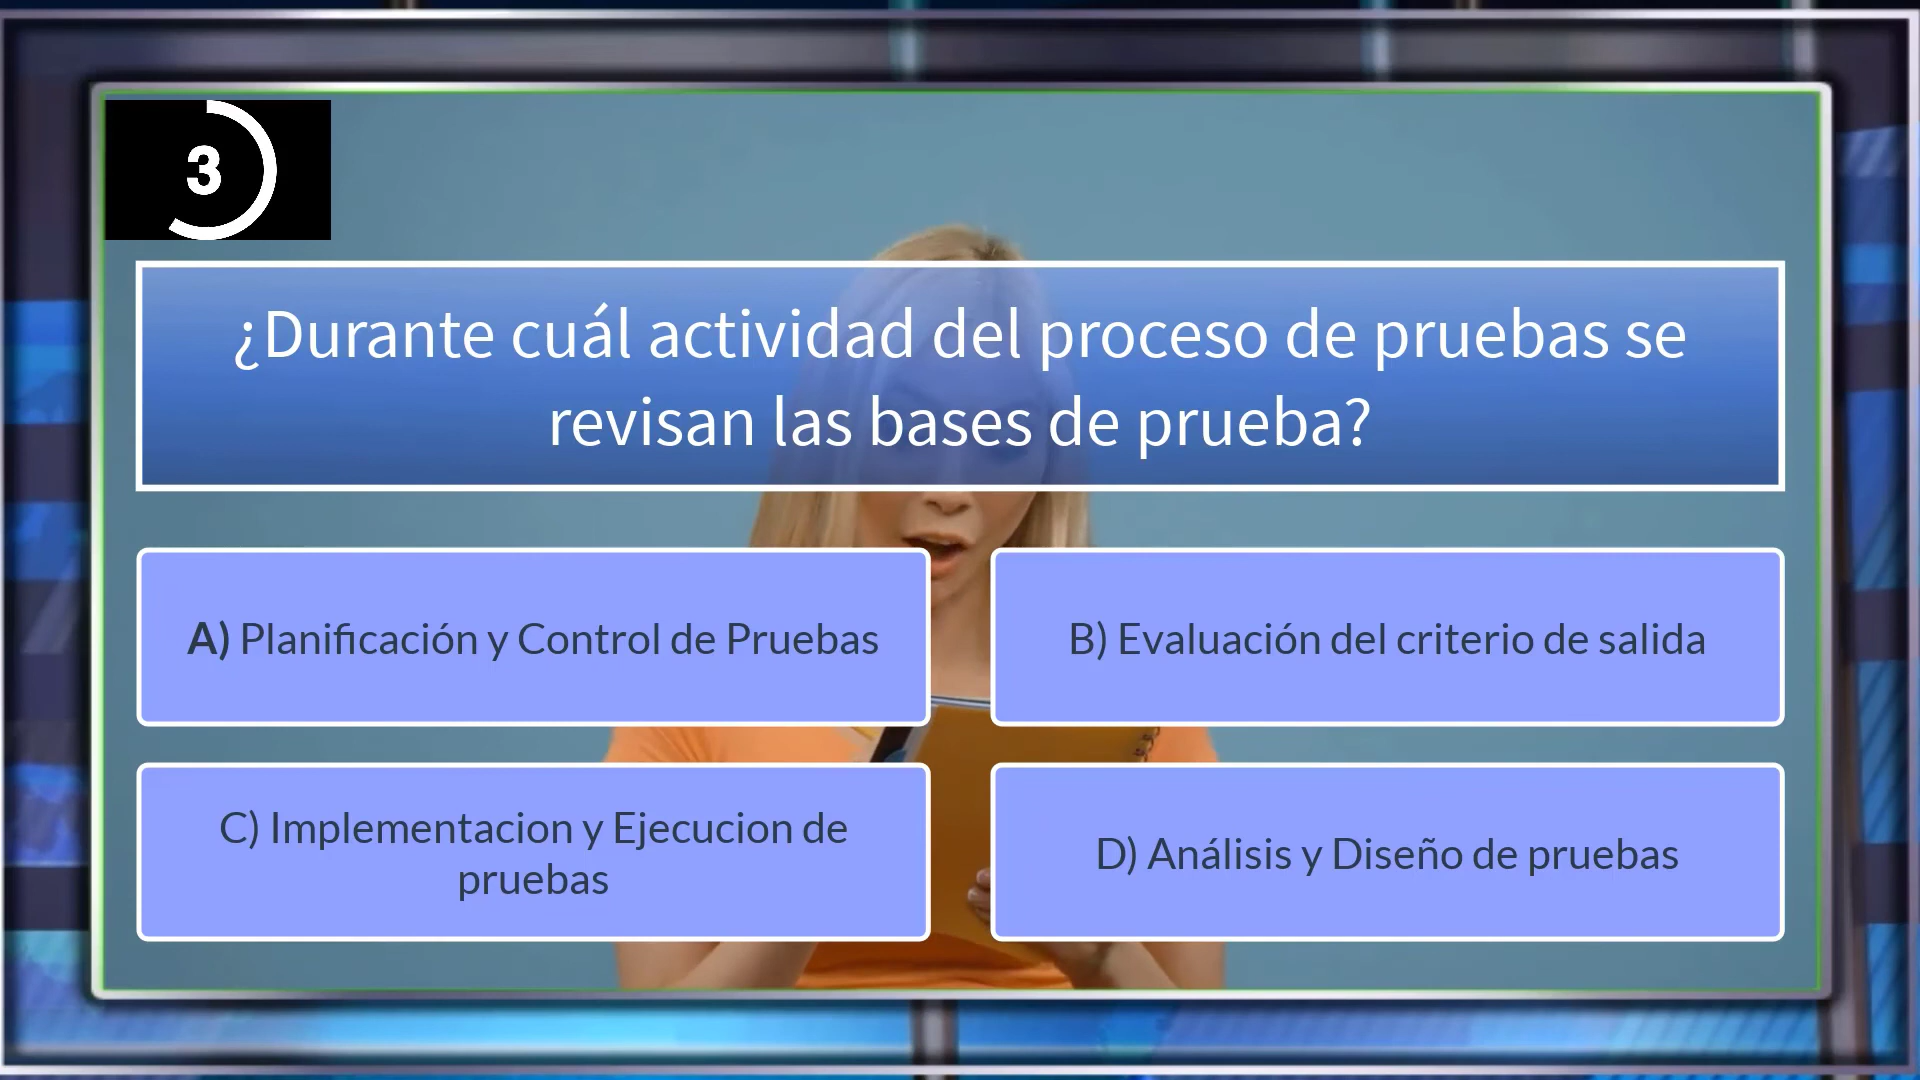 3
¿Durante cuál actividad del proceso de pruebas se
revisan las bases de prueba?
A) Planificación y Control de Pruebas
B) Evaluación del criterio de salida
C) Implementacion y Ejecucion de
pruebas
D) Análisis y Diseño de pruebas